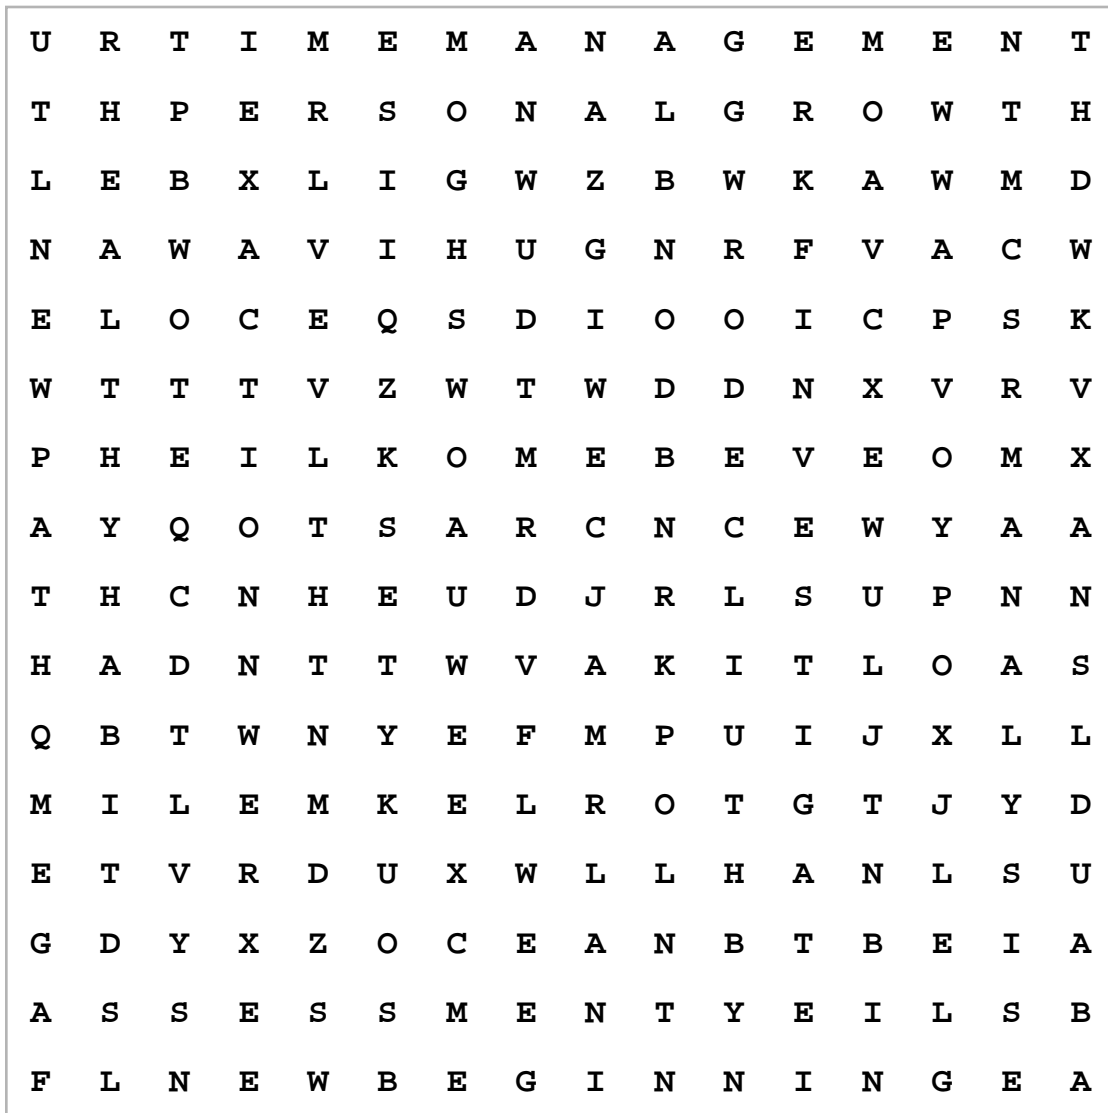 U R T I M E M A N A G E M E N T
T H P E R S O N A L G R O W T H
L E B X L I G W Z B W K A W M D
N A W A V I H U G N R F V A C W
E L O C E Q S D I O O I C P S K
W T T T V Z W T W D D N X V R V
P H E I L K O M E B E V E O M X
A Y Q O T S A R C N C E W Y A A
T H C N H E U D J R L S U P N N
H A D N T T W V A K I T L O A S
Q B T W N Y E F M P U I J X L L
M I L E M K E L R O T G T J Y D
E T V R D U X W L L H A N L S U
G D Y X Z O C E A N B T B E I A
A S S E S S M E N T Y E I L S B
F L N E W B E G I N N I N G E A